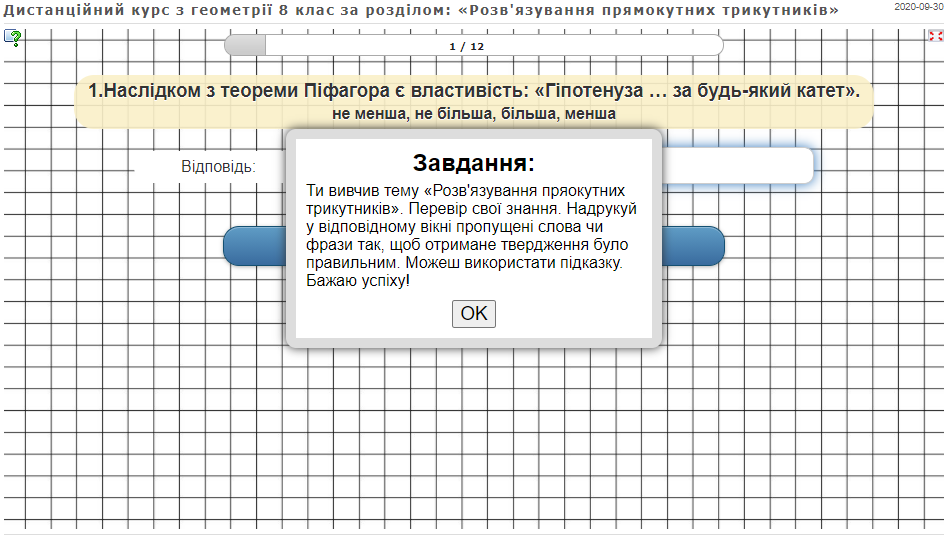 Дистанційний курс з геометрії 8 клас за розділом: «Розв'язування прямокутних трикутників»
2020-09-30
1 / 12
1.Наслідком з теореми Піфагора є властивість: «Гіпотенуза … за будь-який катет».
не менша, не більша, більша, менша
Відповідь:
Завдання:
Ти вивчив тему «Розв'язування пряокутних
трикутників». Перевір свої знання. Надрукуй
у відповідному вікні пропущені слова чи
фрази так, щоб отримане твердження було
правильним. Можеш використати підказку.
Бажаю успіху!
OK